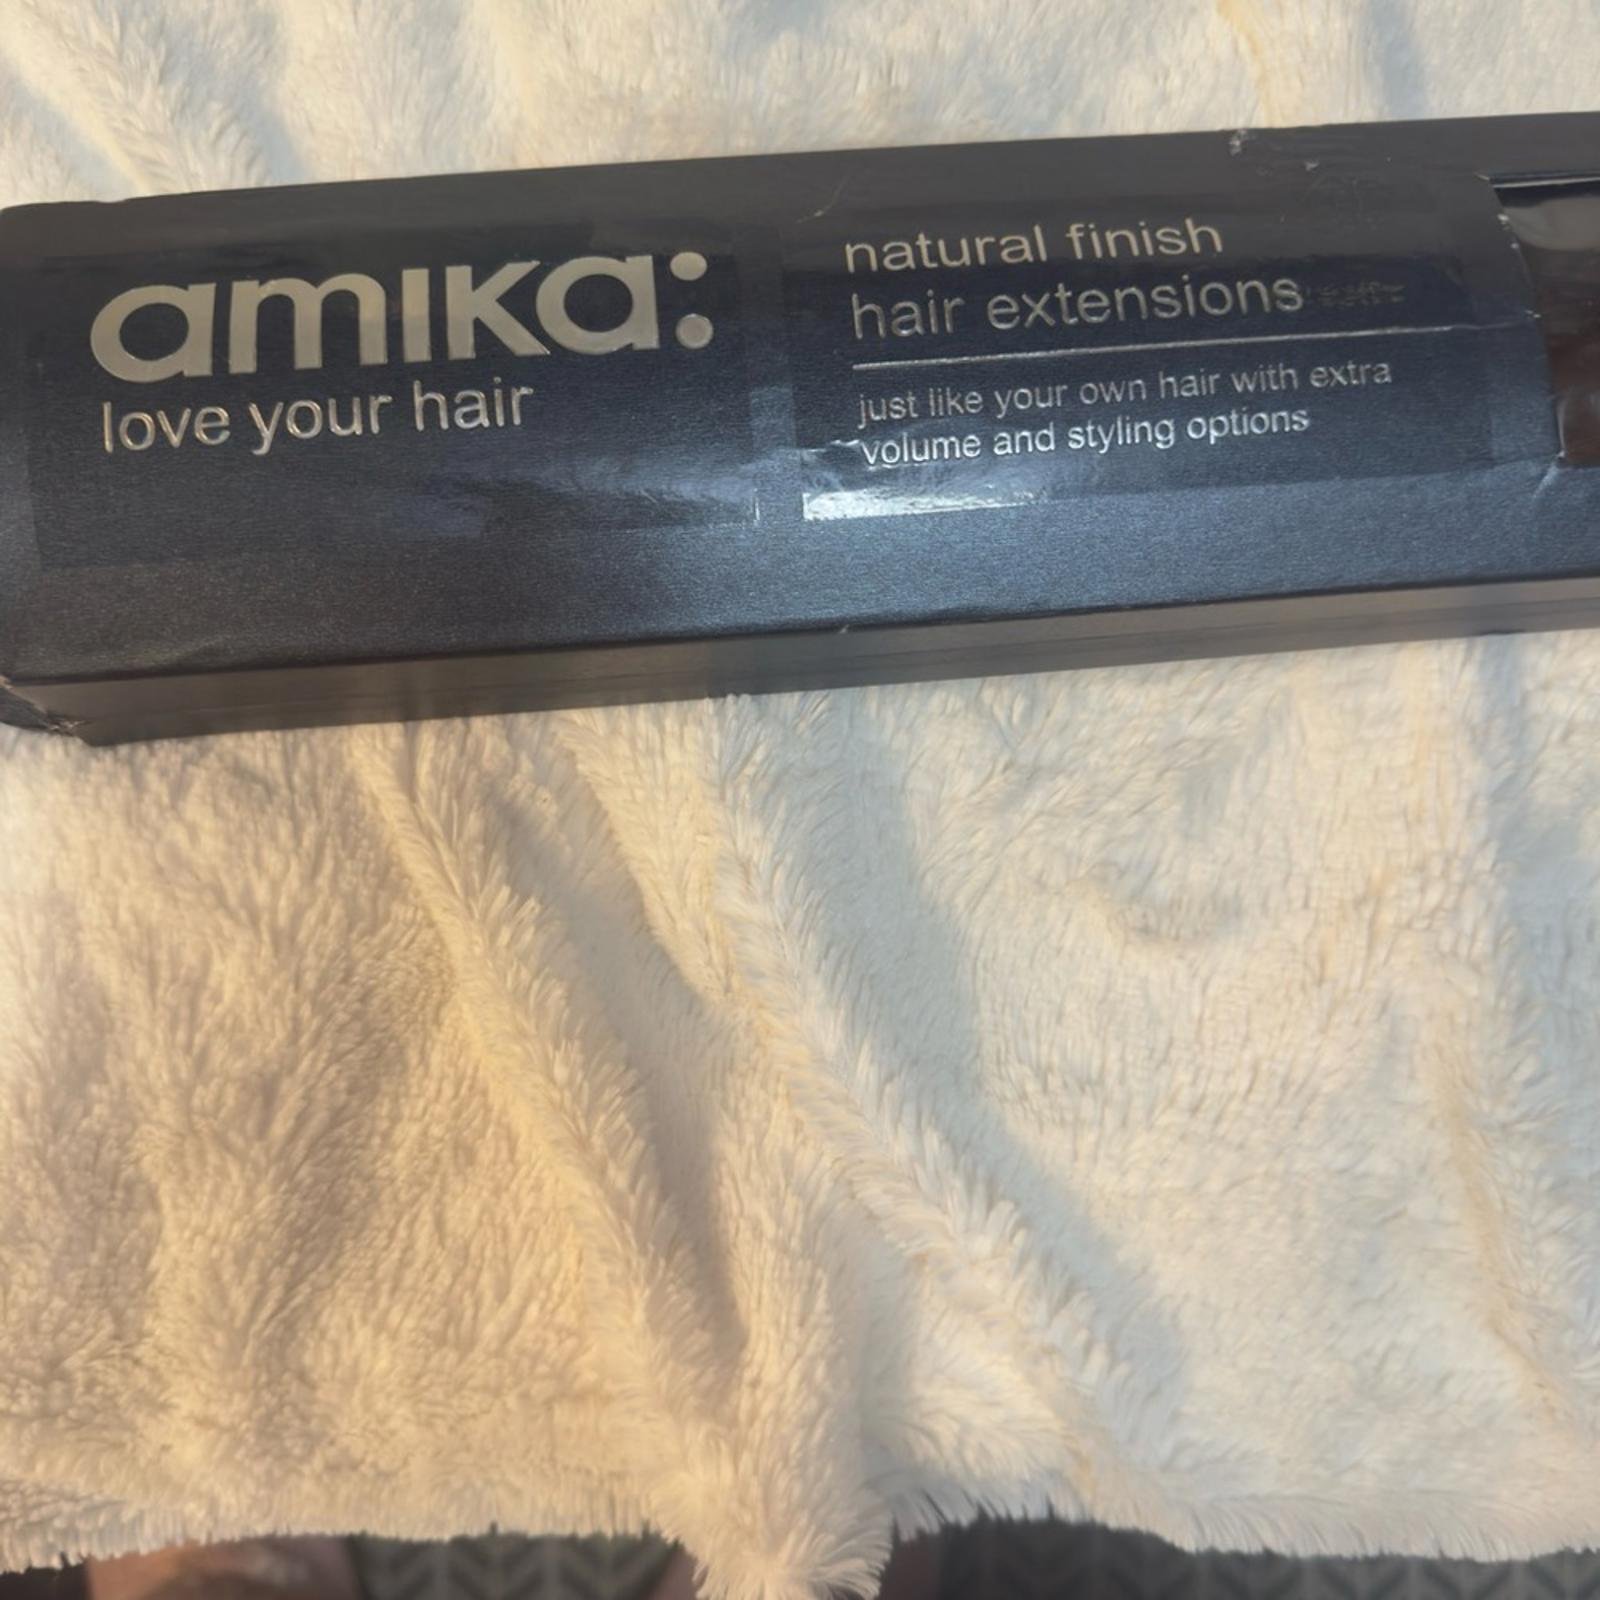 amika:
love your hair
natural finish
hair extensions
just like your own hair with extra
volume and styling options